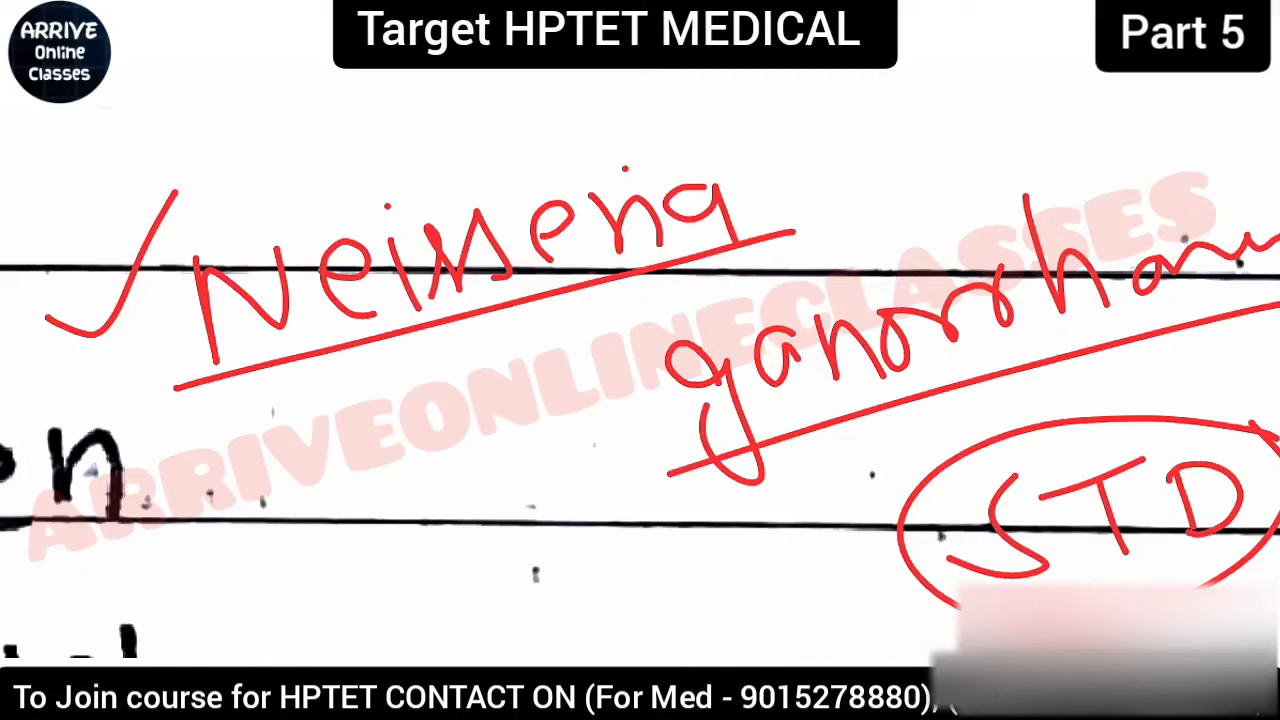 ARRIVE
Online
Classes
Target HPTET MEDICAL
Part 5
Neisseria
ganorrhoea
ARRIVEONLINECLASSES
STD
To Join course for HPTET CONTACT ON (For Med - 9015278880), (